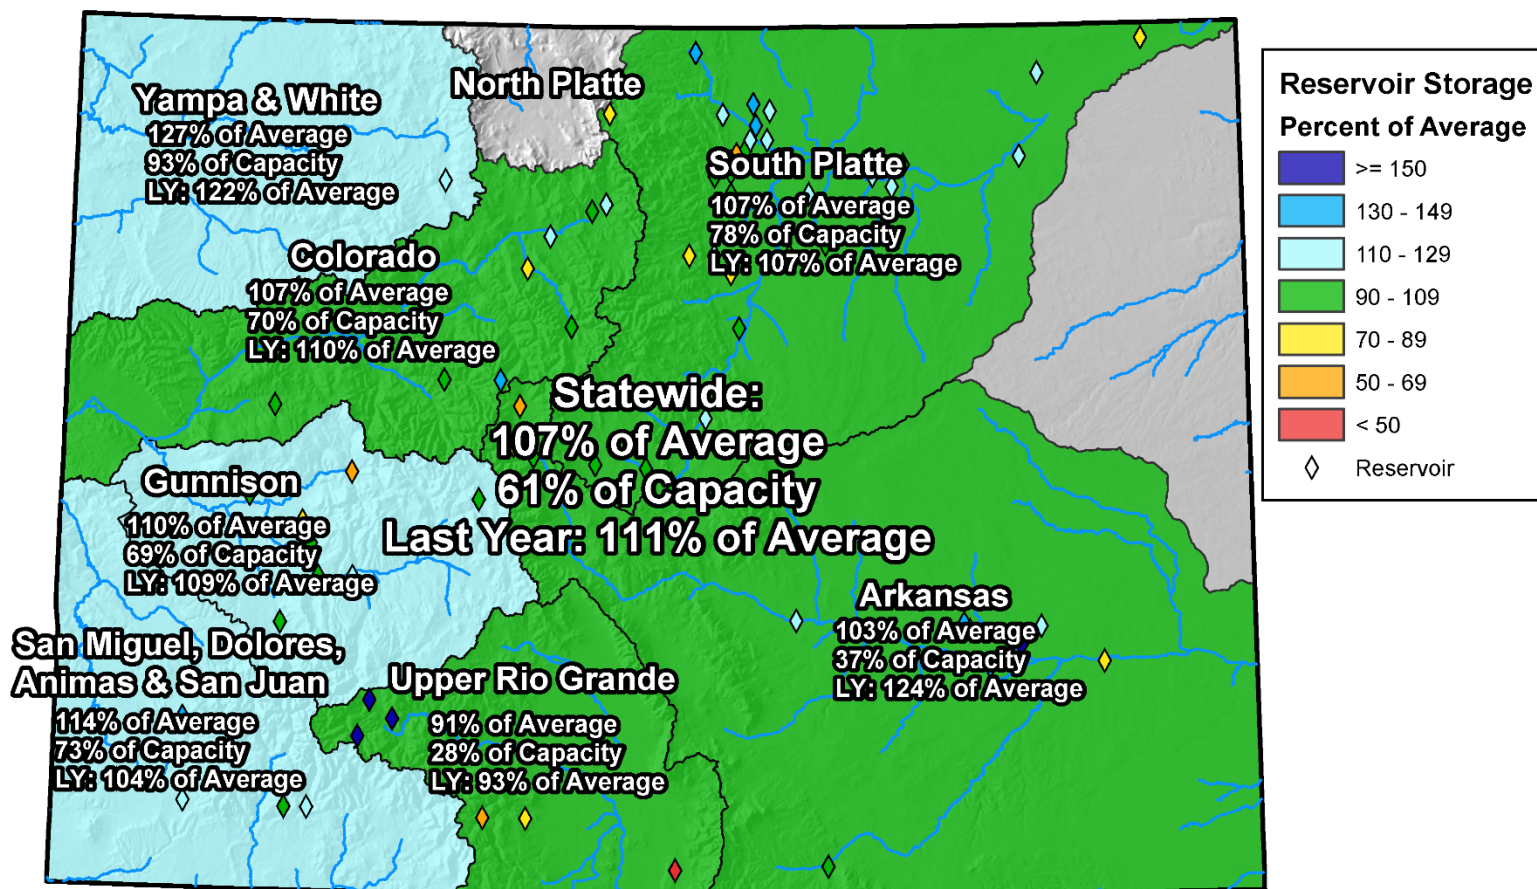 North Platte
Yampa & White
127% of Average
93% of Capacity
LY: 122% of Average
South Platte
107% of Average
78% of Capacity
LY: 107% of Average
Colorado
107% of Average
70% of Capacity
LY: 110% of Average
Statewide:
107% of Average
61% of Capacity
Last Year: 111% of Average
Gunnison
110% of Average
69% of Capacity
LY: 109% of Average
San Miguel, Dolores,
Animas & San Juan
114% of Average
73% of Capacity
LY: 104% of Average
Upper Rio Grande
91% of Average
28% of Capacity
LY: 93% of Average
Arkansas
103% of Average
37% of Capacity
LY: 124% of Average
Reservoir Storage
Percent of Average
>= 150
130 - 149
110 - 129
90 - 109
70 - 89
50 - 69
< 50
Reservoir